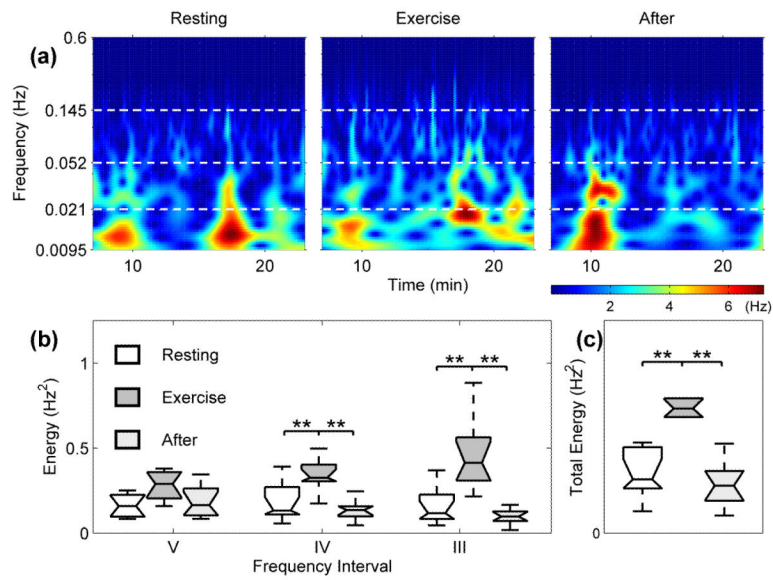 Resting Exercise After
(a)
0.6
0.145
0.052
0.021
0.0095
Frequency (Hz)
10 20 10 20 10 20
Time (min)
2 4 6 (Hz)
(b)
Resting
Exercise
After
** ** ** **
1
0.5
0
Energy (Hz2)
V IV III
Frequency Interval
(c)
** **
0
Total Energy (Hz2)